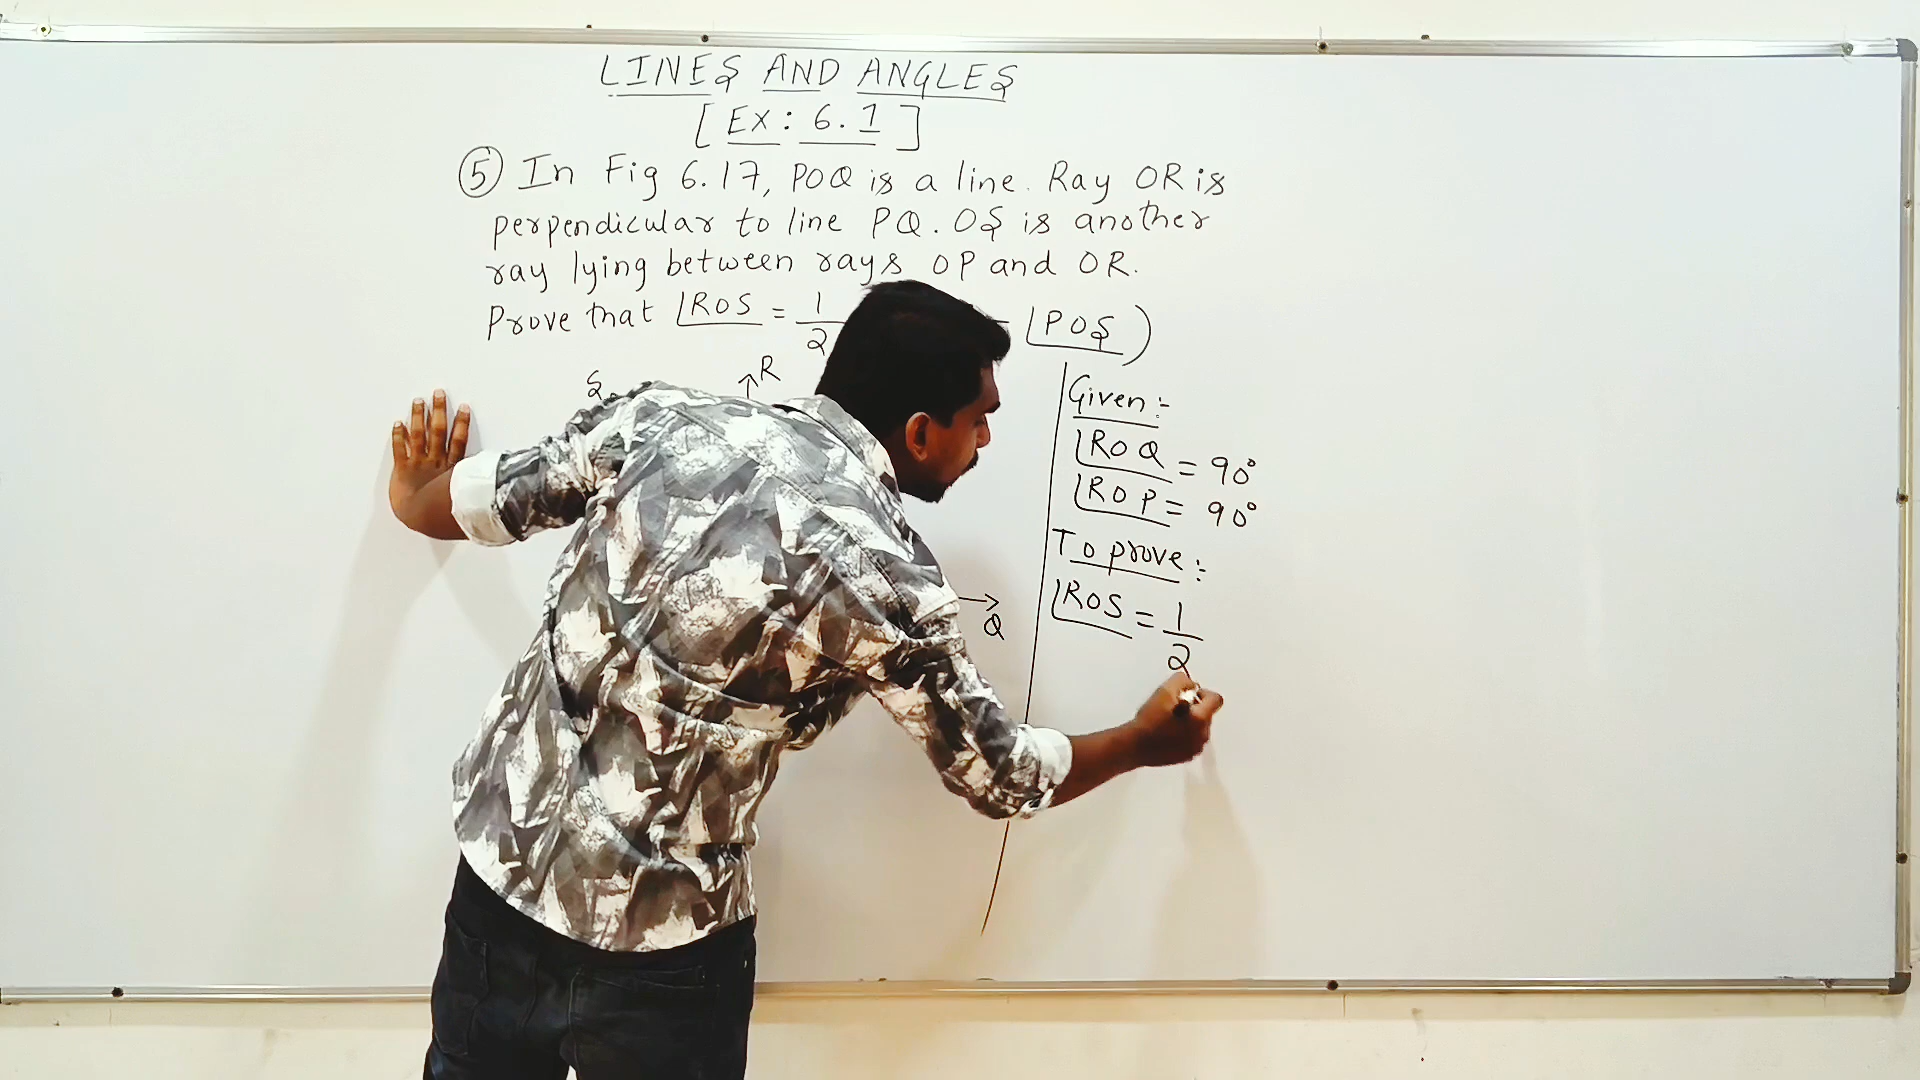 LINES AND ANGLES
[ Ex: 6.1 ]
(5) In Fig 6.17, POQ is a line. Ray OR is
perpendicular to line PQ. OS is another
ray lying between rays OP and OR.
Prove that ∠ROS = 1/2 ∠POS )
S
R
Q
Given :-
∠ROQ = 90°
∠ROP = 90°
To prove :-
∠ROS = 1/2